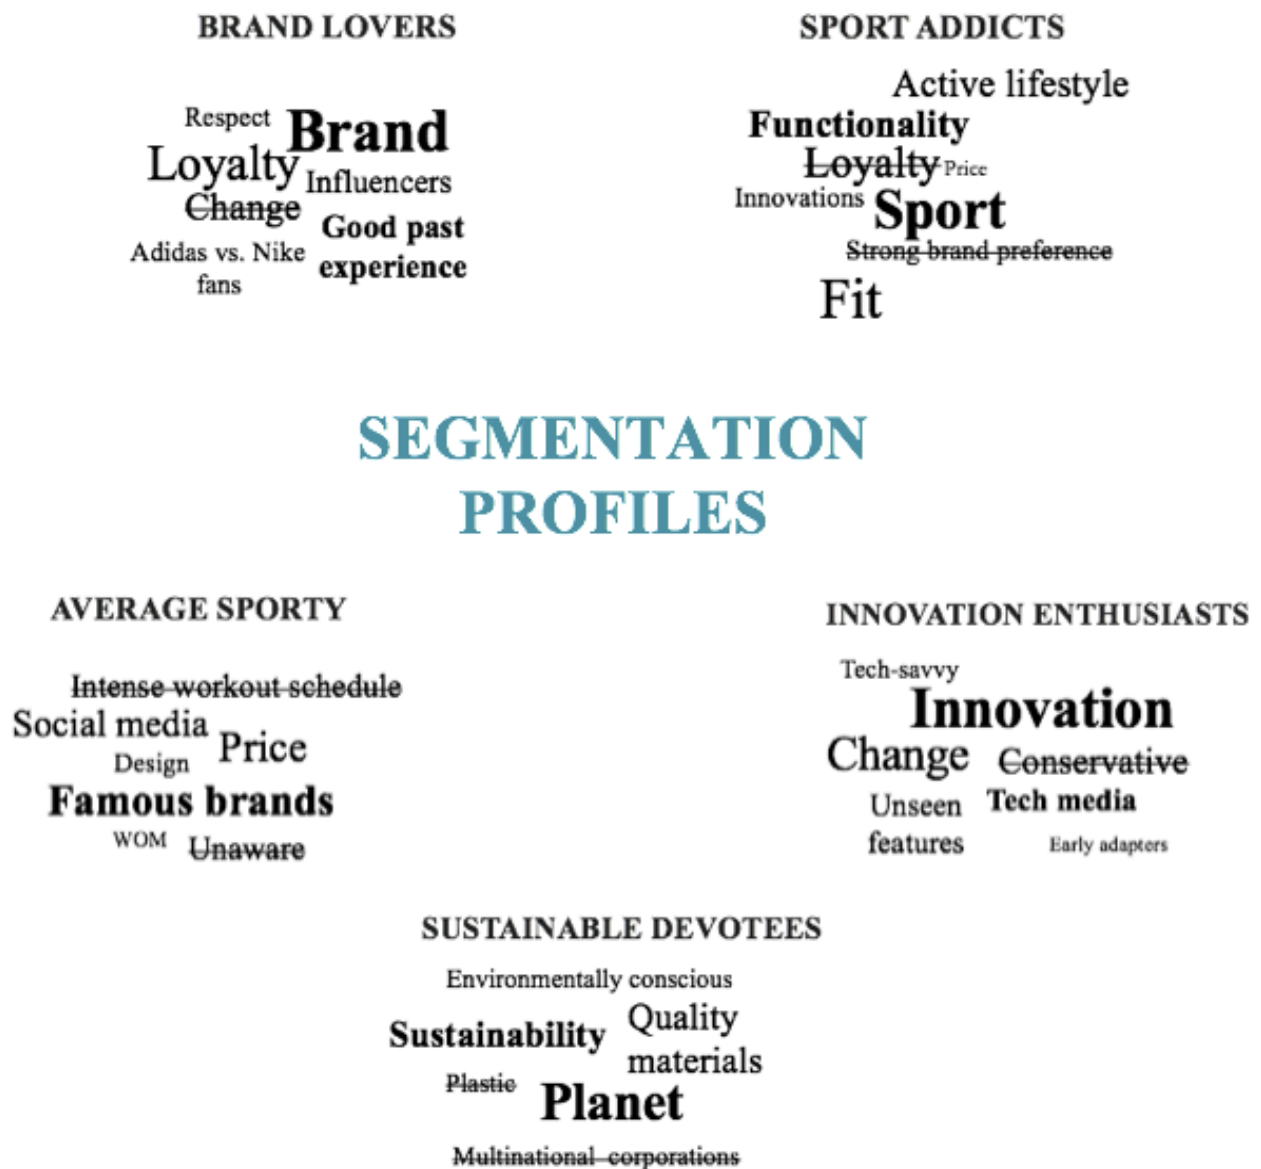 BRAND LOVERS
Respect
Brand
Loyalty
Influencers
Change
Good past
experience
Adidas vs. Nike
fans
SPORT ADDICTS
Active lifestyle
Functionality
Loyalty
Price
Innovations
Sport
Strong brand preference
Fit
SEGMENTATION
PROFILES
AVERAGE SPORTY
Intense workout schedule
Social media
Price
Design
Famous brands
WOM
Unaware
INNOVATION ENTHUSIASTS
Tech-savvy
Innovation
Change
Conservative
Unseen
features
Tech media
Early adapters
SUSTAINABLE DEVOTEES
Environmentally conscious
Quality
materials
Sustainability
Plastic
Planet
Multinational corporations